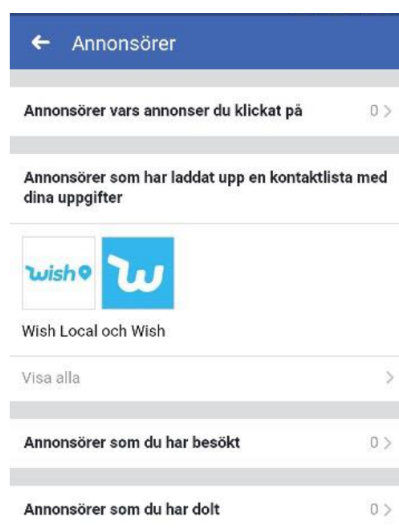 Annonsörer
Annonsörer vars annonser du klickat på 0
Annonsörer som har laddat upp en kontaktlista med
dina uppgifter
wish
w
Wish Local och Wish
Visa alla
Annonsörer som du har besökt 0
Annonsörer som du har dolt 0